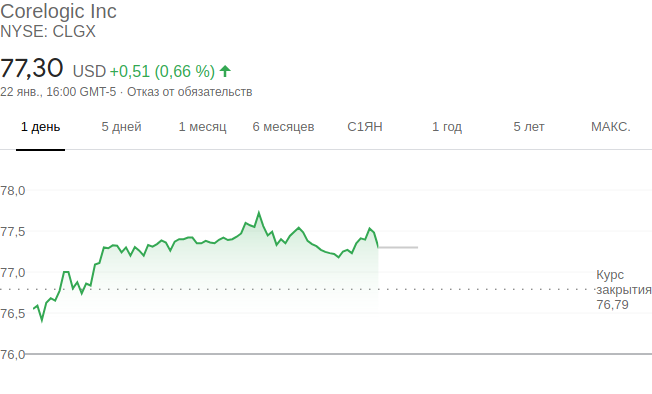 Corelogic Inc
NYSE: CLGX
77,30 USD +0,51 (0,66 %)
22 янв., 16:00 GMT-5 · Отказ от обязательств
1 день 5 дней 1 месяц 6 месяцев С1ЯН 1 год 5 лет МАКС.
78,0
77,5
77,0
76,5
76,0
Курс
закрытия
76,79